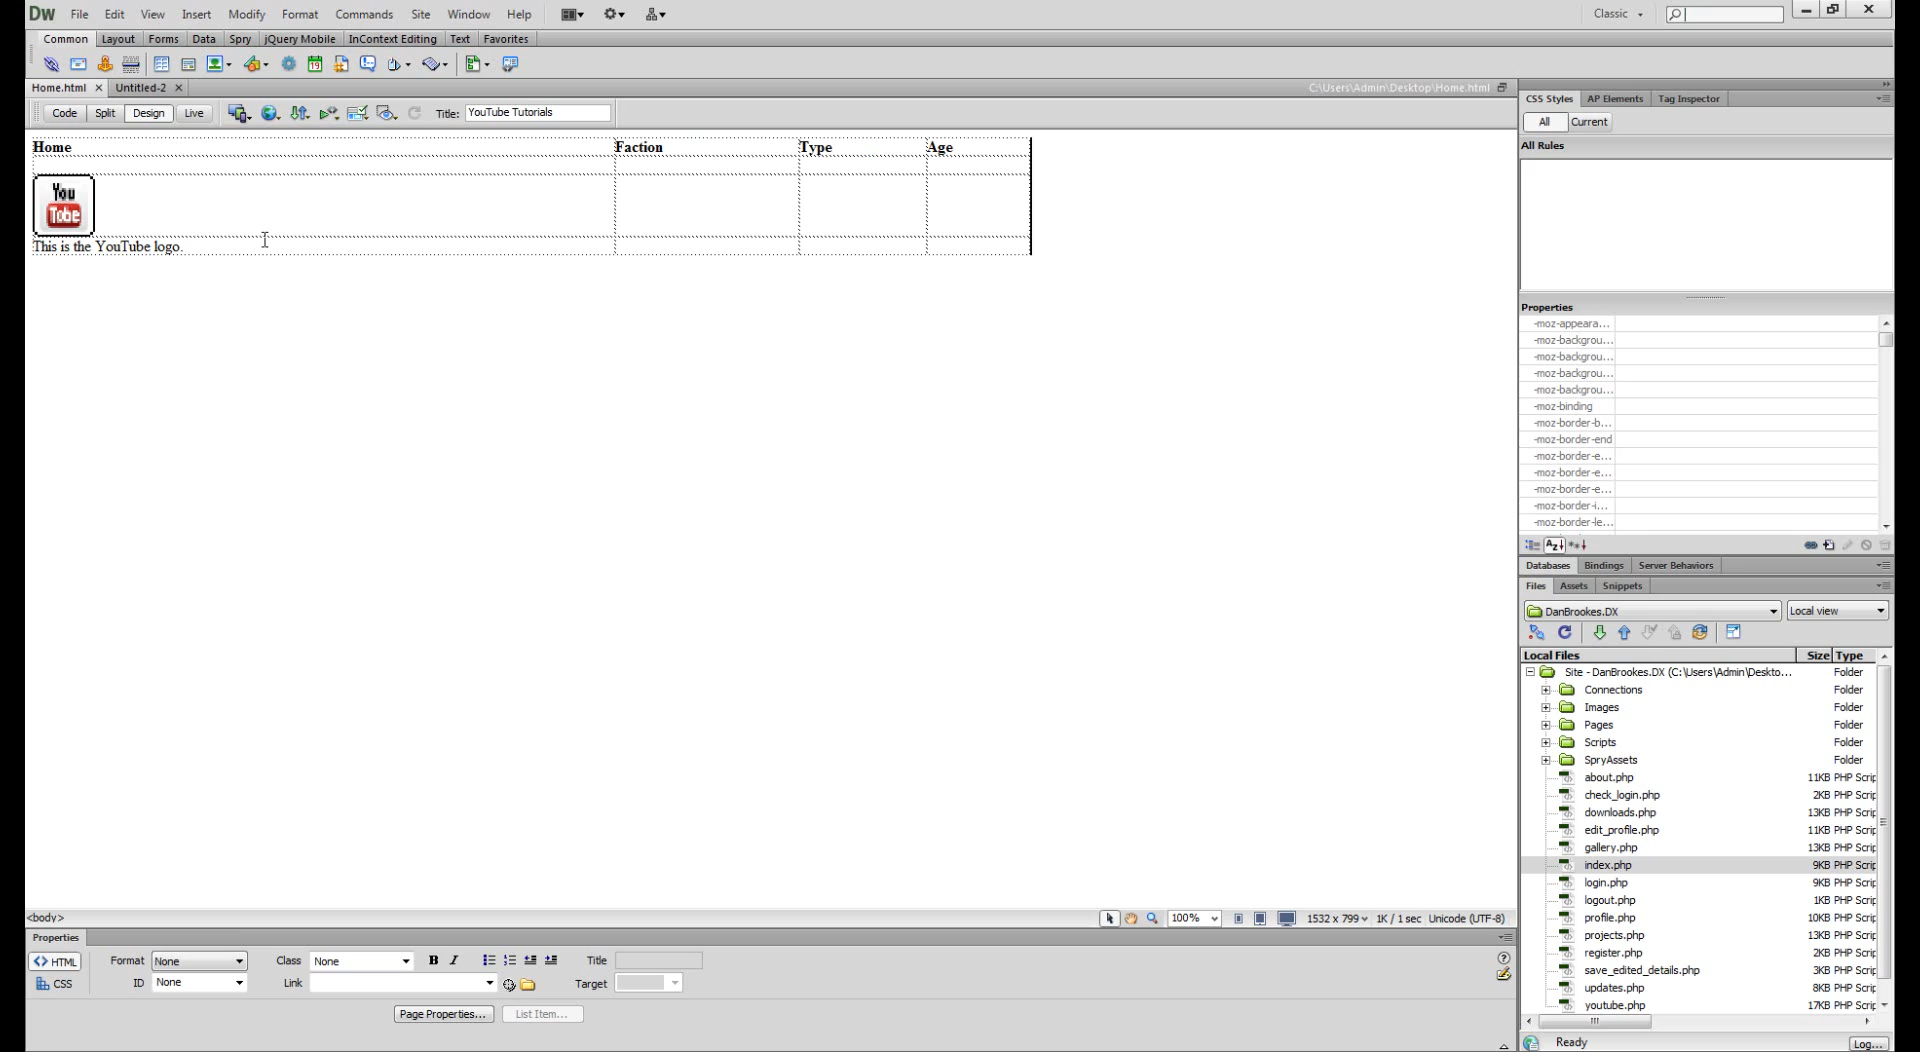 DW File Edit View Insert Modify Format Commands Site Window Help Classic
Common Layout Forms Data Spry jQuery Mobile InContext Editing Text Favorites
Home.html × Untitled-2 × C:\Users\Admin\Desktop\Home.html
Code Split Design Live Title: YouTube Tutorials
Home Faction Type Age
You
Tobe
This is the YouTube logo.
CSS Styles AP Elements Tag Inspector
All Current
All Rules
Properties
-moz-appeara...
-moz-backgrou...
-moz-backgrou...
-moz-backgrou...
-moz-backgrou...
-moz-binding
-moz-border-b...
-moz-border-end
-moz-border-e...
-moz-border-e...
-moz-border-e...
-moz-border-i...
-moz-border-le...
Databases Bindings Server Behaviors
Files Assets Snippets
DanBrookes.DX Local view
Local Files Size Type
Site - DanBrookes.DX (C:\Users\Admin\Deskto... Folder
Connections Folder
Images Folder
Pages Folder
Scripts Folder
SpryAssets Folder
about.php 11KB PHP Scrip
check_login.php 2KB PHP Scrip
downloads.php 13KB PHP Scrip
edit_profile.php 11KB PHP Scrip
gallery.php 13KB PHP Scrip
index.php 9KB PHP Scrip
login.php 9KB PHP Scrip
logout.php 1KB PHP Scrip
profile.php 10KB PHP Scrip
projects.php 13KB PHP Scrip
register.php 2KB PHP Scrip
save_edited_details.php 3KB PHP Scrip
updates.php 8KB PHP Scrip
youtube.php 17KB PHP Scrip
Ready Log...
<body> 100% 1532 x 799 1K / 1 sec Unicode (UTF-8)
Properties
<> HTML Format None Class None B I Title
CSS ID None Link Target
Page Properties... List Item...